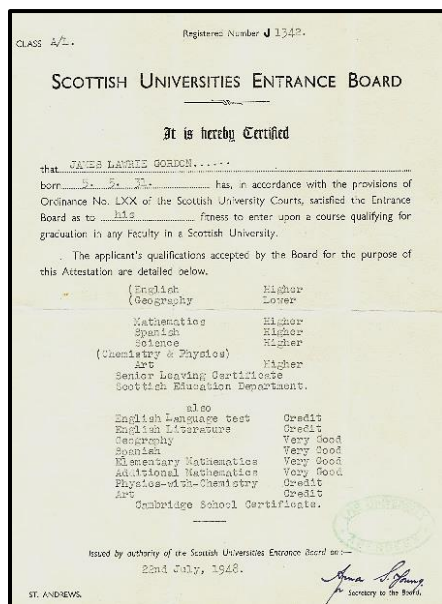 Registered Number J 1342.
CLASS A/L.
SCOTTISH UNIVERSITIES ENTRANCE BOARD
It is hereby Certified
that JAMES LAWRIE GORDON......
born 5. 5. 31. has, in accordance with the provisions of
Ordinance No. LXX of the Scottish University Courts, satisfied the Entrance
Board as to his fitness to enter upon a course qualifying for
graduation in any Faculty in a Scottish University.
The applicant's qualifications accepted by the Board for the purpose of
this Attestation are detailed below.
(English Higher
(Geography Lower
Mathematics Higher
Spanish Higher
Science Higher
(Chemistry & Physics)
Art Higher
Senior Leaving Certificate
Scottish Education Department.
also
English Language test Credit
English Literature Credit
Geography Very Good
Spanish Very Good
Elementary Mathematics Very Good
Additional Mathematics Very Good
Physics-with-Chemistry Credit
Art Credit
Cambridge School Certificate.
Issued by authority of the Scottish Universities Entrance Board on:—
22nd July, 1948.
Anna S. Young
for Secretary to the Board.
ST. ANDREWS.